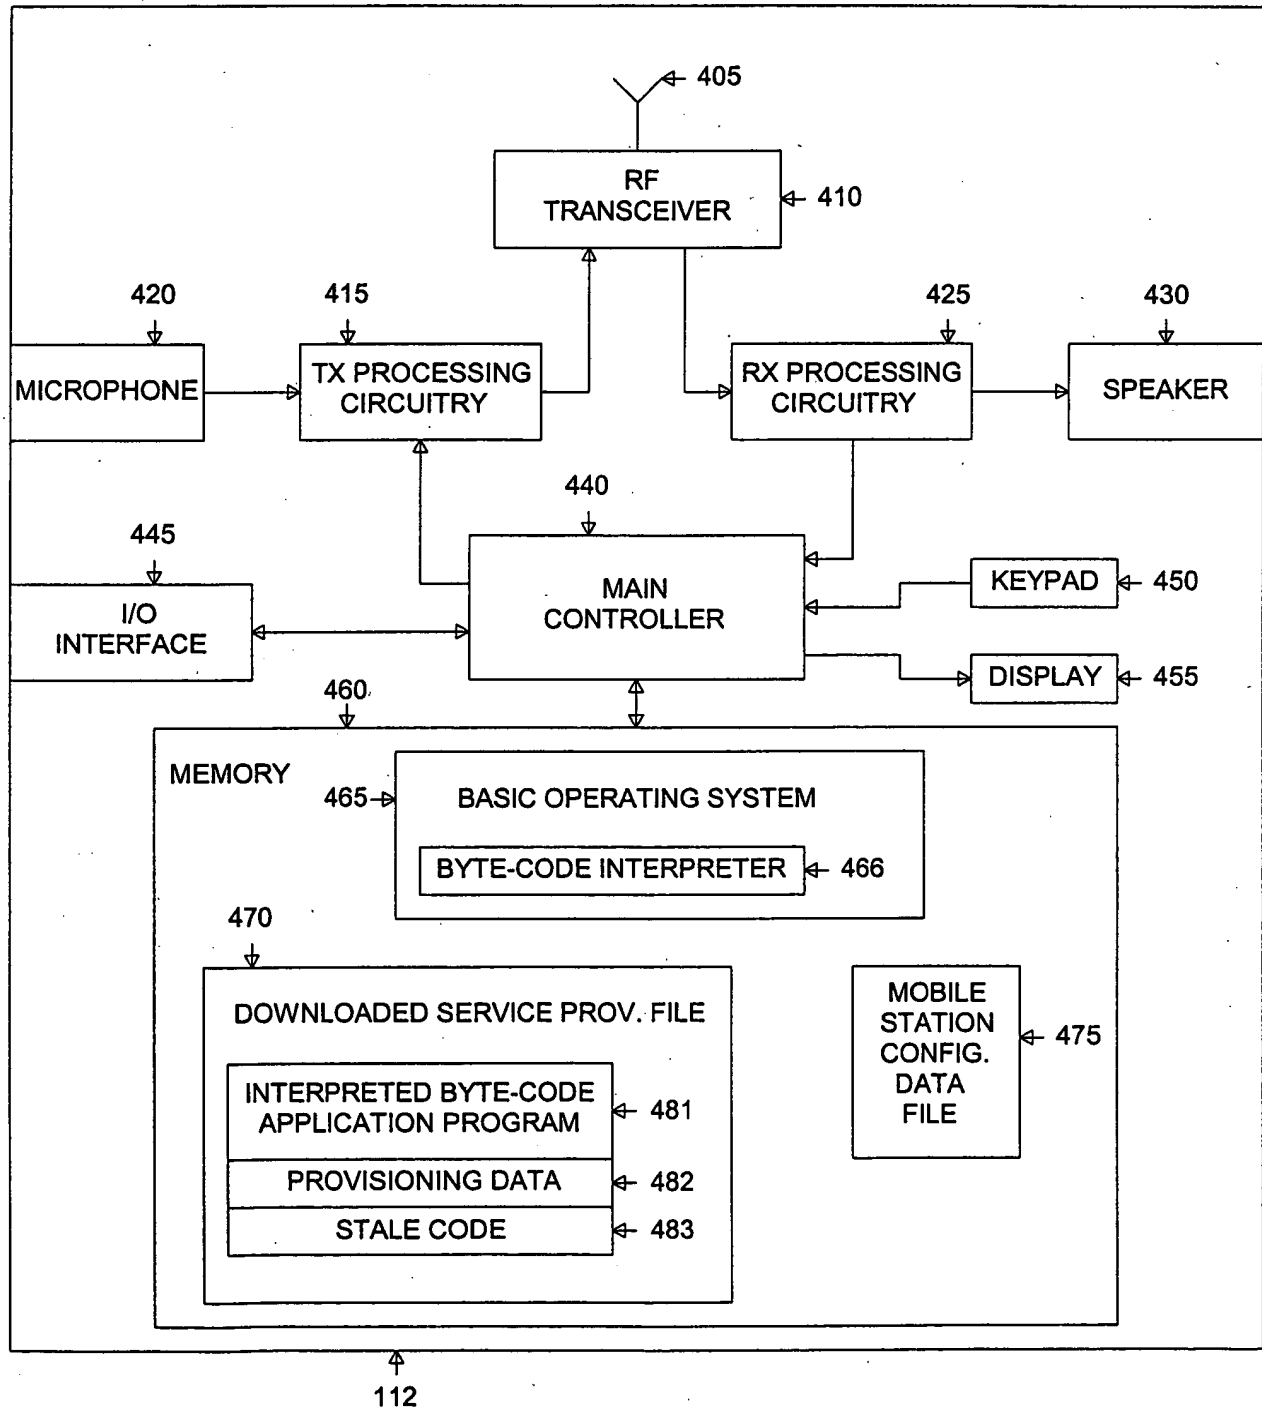 405
RF
TRANSCEIVER
410
420
415
425
430
MICROPHONE
TX PROCESSING
CIRCUITRY
RX PROCESSING
CIRCUITRY
SPEAKER
440
445
I/O
INTERFACE
MAIN
CONTROLLER
KEYPAD
450
DISPLAY
455
460
MEMORY
465
BASIC OPERATING SYSTEM
BYTE-CODE INTERPRETER
466
470
DOWNLOADED SERVICE PROV. FILE
INTERPRETED BYTE-CODE
APPLICATION PROGRAM
481
PROVISIONING DATA
482
STALE CODE
483
MOBILE
STATION
CONFIG.
DATA
FILE
475
112